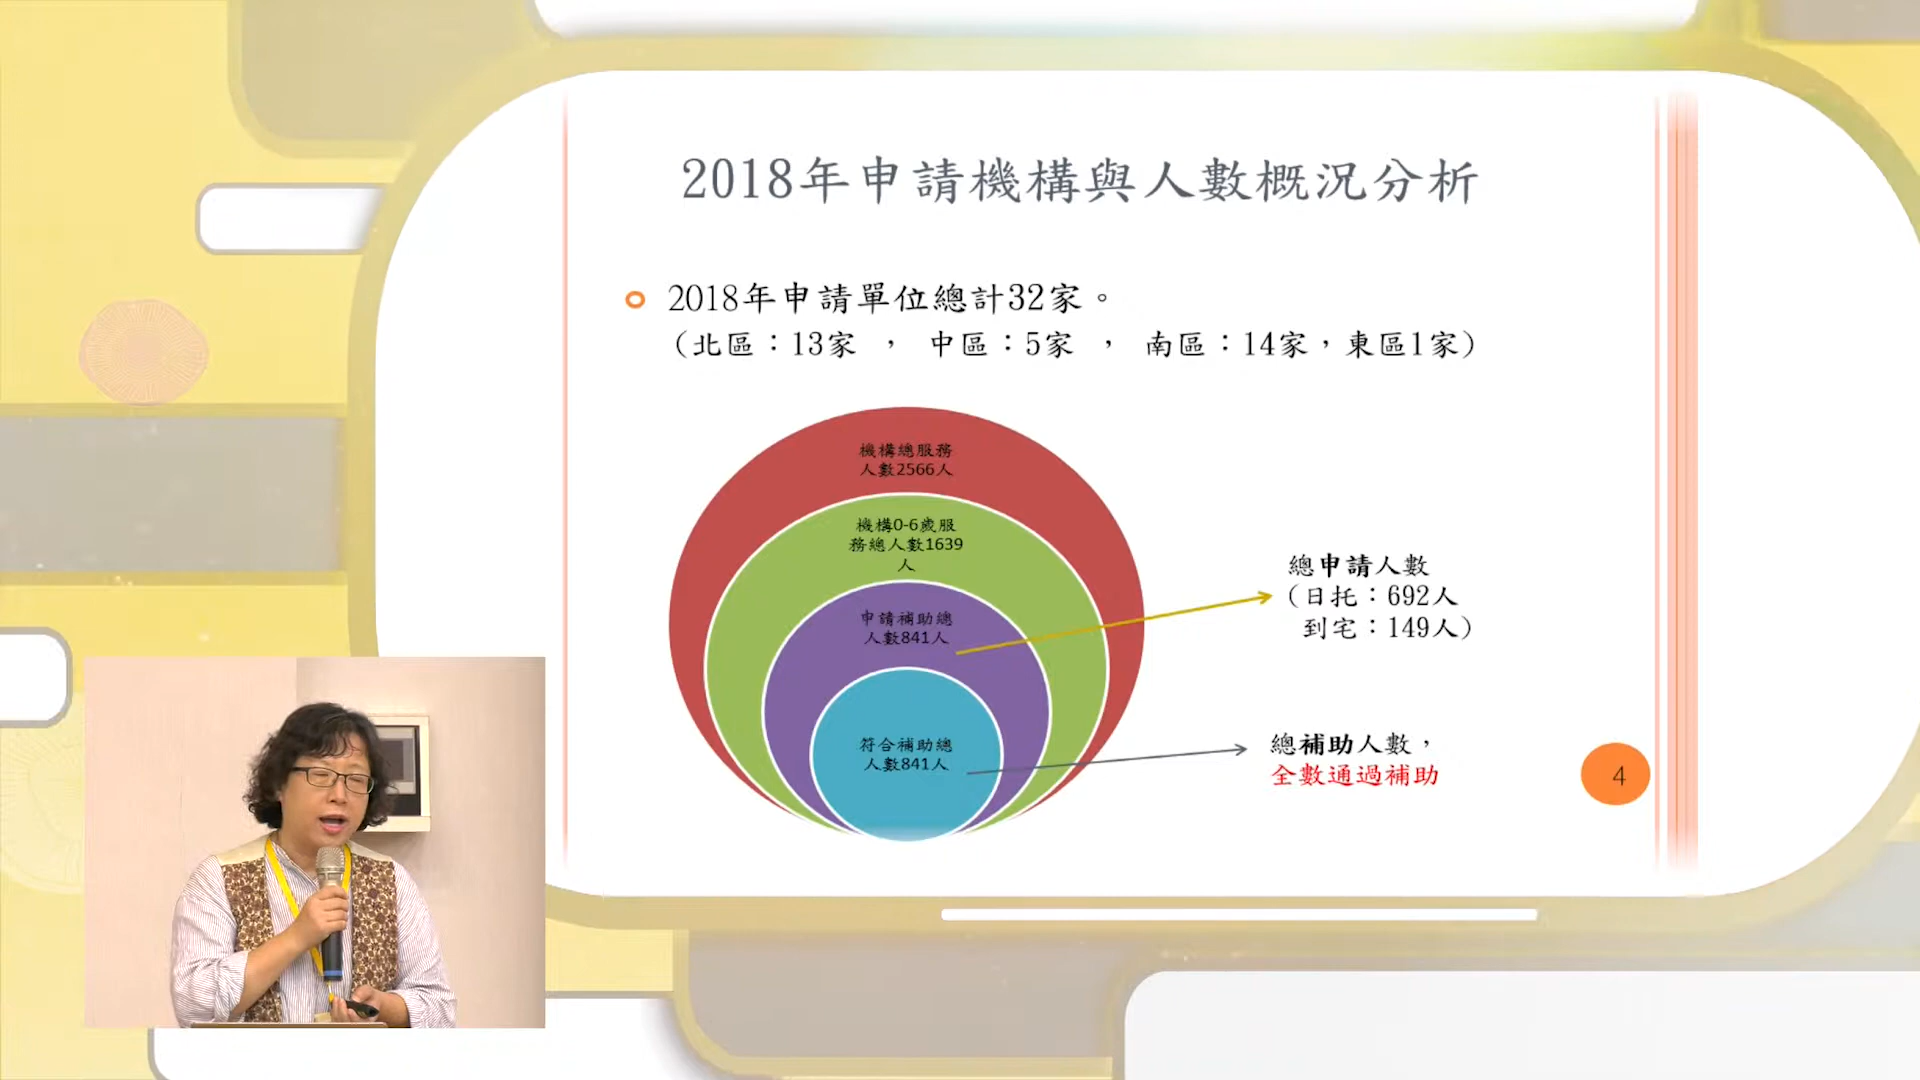 2018年申請機構與人數概況分析
2018年申請單位總計32家。
(北區：13家 ， 中區：5家 ， 南區：14家，東區1家)
機構總服務
人數2566人
機構0-6歲服
務總人數1639
人
申請補助總
人數841人
符合補助總
人數841人
總申請人數
(日托：692人
到宅：149人)
總補助人數，
全數通過補助
4